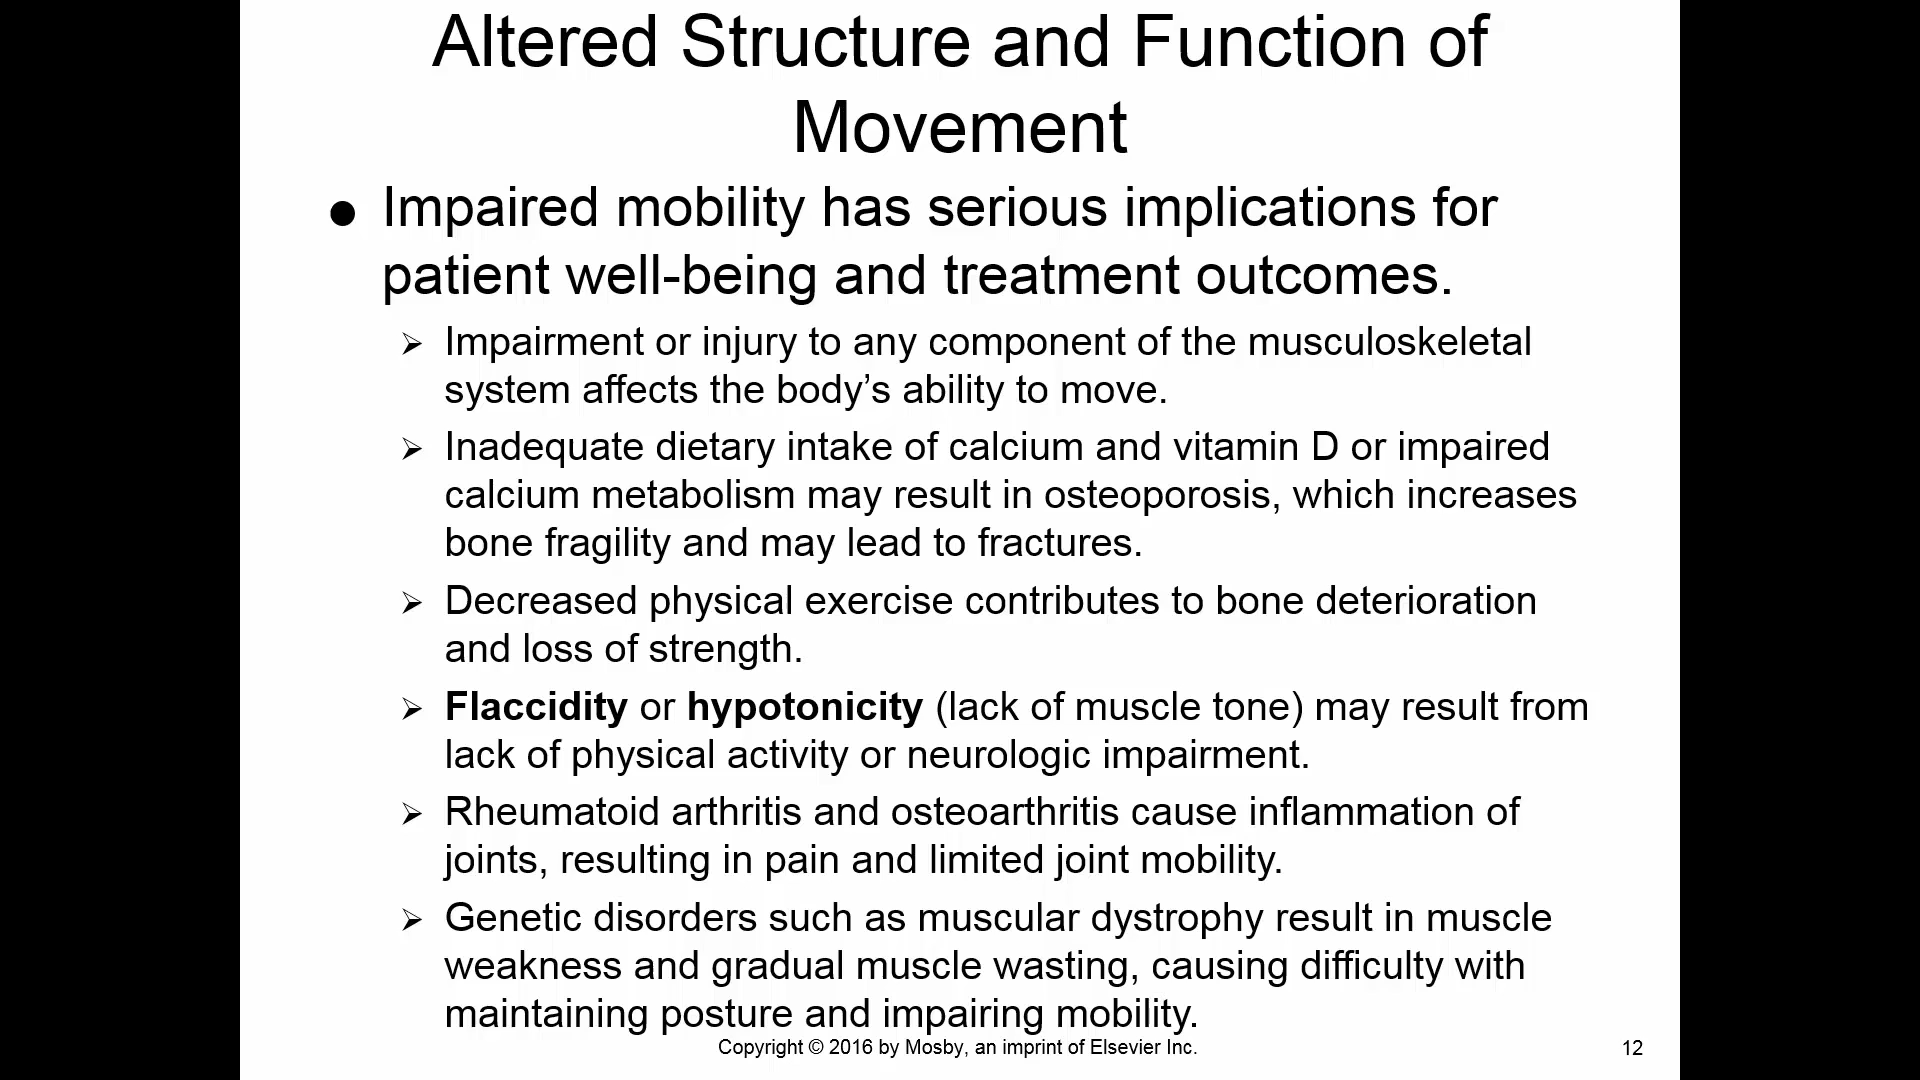 Altered Structure and Function of
Movement
● Impaired mobility has serious implications for
patient well-being and treatment outcomes.
➢ Impairment or injury to any component of the musculoskeletal
system affects the body’s ability to move.
➢ Inadequate dietary intake of calcium and vitamin D or impaired
calcium metabolism may result in osteoporosis, which increases
bone fragility and may lead to fractures.
➢ Decreased physical exercise contributes to bone deterioration
and loss of strength.
➢ Flaccidity or hypotonicity (lack of muscle tone) may result from
lack of physical activity or neurologic impairment.
➢ Rheumatoid arthritis and osteoarthritis cause inflammation of
joints, resulting in pain and limited joint mobility.
➢ Genetic disorders such as muscular dystrophy result in muscle
weakness and gradual muscle wasting, causing difficulty with
maintaining posture and impairing mobility.
Copyright © 2016 by Mosby, an imprint of Elsevier Inc.
12